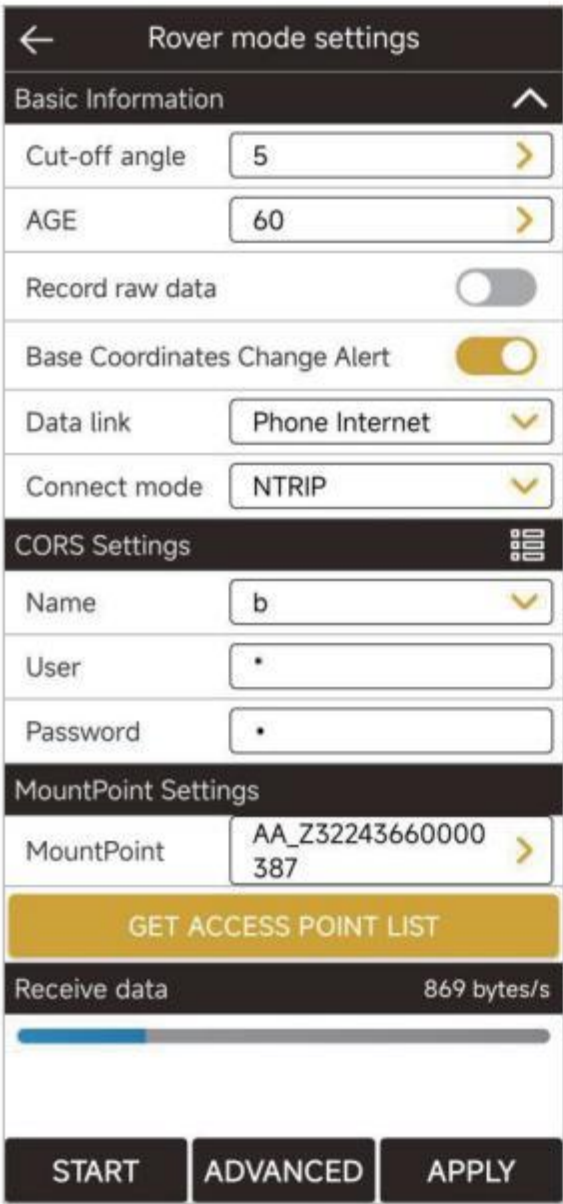 Rover mode settings
Basic Information
Cut-off angle 5
AGE 60
Record raw data
Base Coordinates Change Alert
Data link Phone Internet
Connect mode NTRIP
CORS Settings
Name b
User •
Password •
MountPoint Settings
MountPoint AA_Z32243660000
387
GET ACCESS POINT LIST
Receive data 869 bytes/s
START ADVANCED APPLY